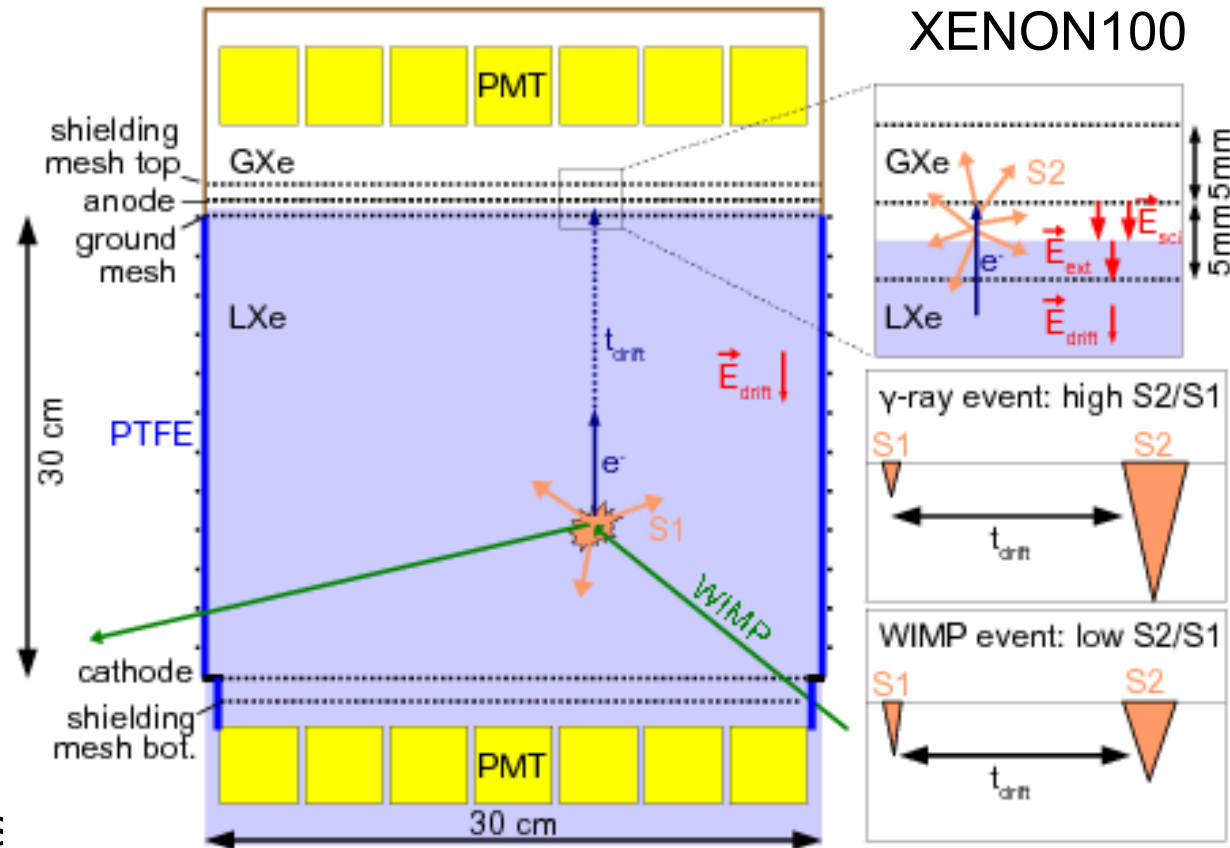 XENON100
PMT
shielding
mesh top
GXe
anode
ground
mesh
LXe
30 cm
PTFE
t drift
E drift
e-
S1
WIMP
cathode
shielding
mesh bot.
PMT
30 cm
GXe
S2
5mm
E sci
E ext
e-
5mm
LXe
E drift
γ-ray event: high S2/S1
S1
S2
t drift
WIMP event: low S2/S1
S1
S2
t drift